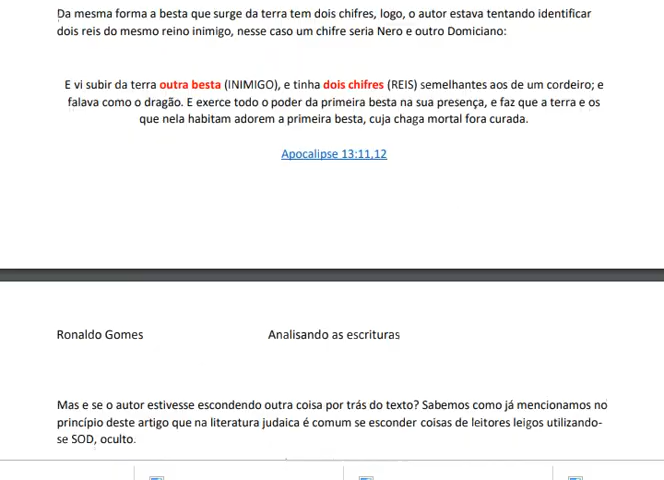 Da mesma forma a besta que surge da terra tem dois chifres, logo, o autor estava tentando identificar
dois reis do mesmo reino inimigo, nesse caso um chifre seria Nero e outro Domiciano:
E vi subir da terra outra besta (INIMIGO), e tinha dois chifres (REIS) semelhantes aos de um cordeiro; e
falava como o dragão. E exerce todo o poder da primeira besta na sua presença, e faz que a terra e os
que nela habitam adorem a primeira besta, cuja chaga mortal fora curada.
Apocalipse 13:11,12
Ronaldo Gomes Analisando as escrituras
Mas e se o autor estivesse escondendo outra coisa por trás do texto? Sabemos como já mencionamos no
princípio deste artigo que na literatura judaica é comum se esconder coisas de leitores leigos utilizando-
se SOD, oculto.